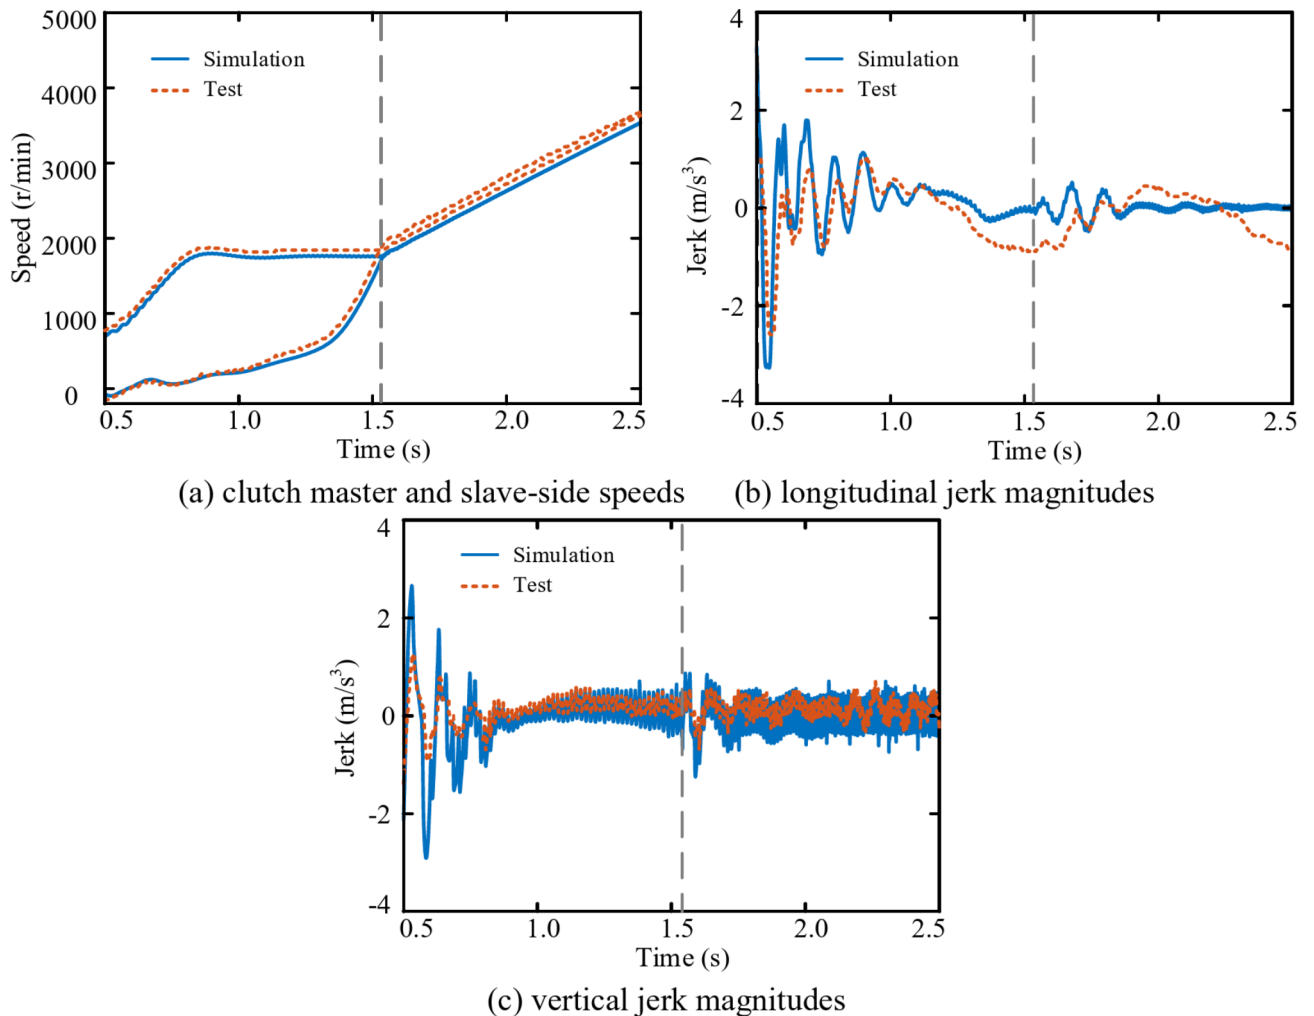 5000
4000
3000
2000
1000
0
Speed (r/min)
Simulation
Test
0.5 1.0 1.5 2.0 2.5
Time (s)
(a) clutch master and slave-side speeds
4
2
0
-2
-4
Jerk (m/s³)
Simulation
Test
0.5 1.0 1.5 2.0 2.5
Time (s)
(b) longitudinal jerk magnitudes
4
2
0
-2
-4
Jerk (m/s³)
Simulation
Test
0.5 1.0 1.5 2.0 2.5
Time (s)
(c) vertical jerk magnitudes